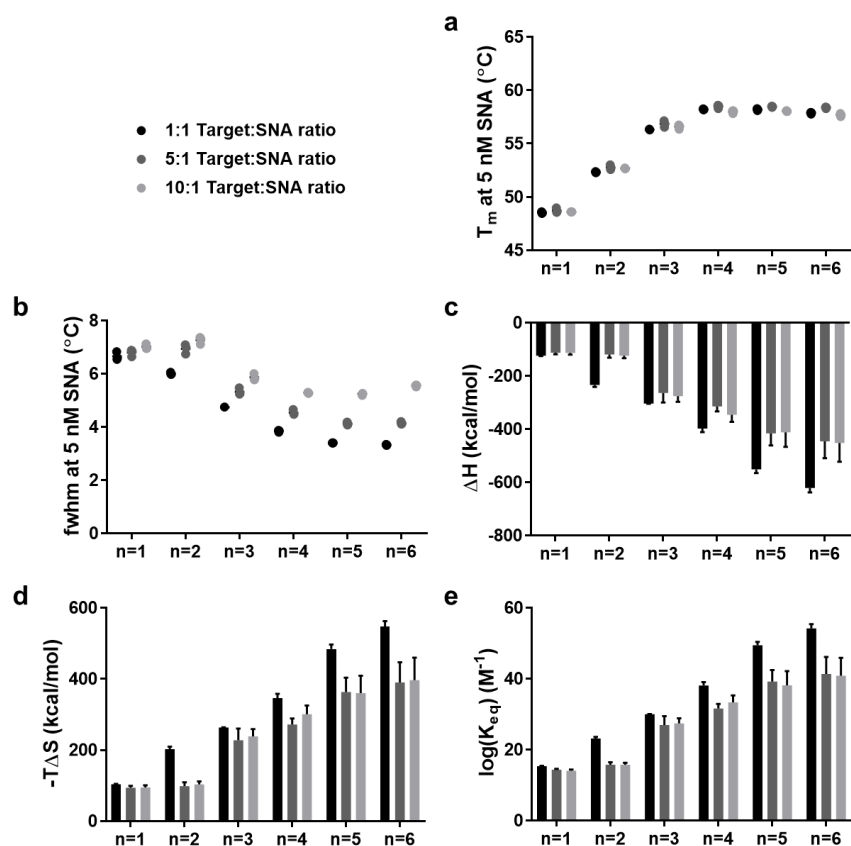 a
1:1 Target:SNA ratio
5:1 Target:SNA ratio
10:1 Target:SNA ratio
Tm at 5 nM SNA (°C)
65
60
55
50
45
n=1 n=2 n=3 n=4 n=5 n=6
b
fwhm at 5 nM SNA (°C)
8
6
4
2
0
n=1 n=2 n=3 n=4 n=5 n=6
c
ΔH (kcal/mol)
0
-200
-400
-600
-800
n=1 n=2 n=3 n=4 n=5 n=6
d
-TΔS (kcal/mol)
600
400
200
0
n=1 n=2 n=3 n=4 n=5 n=6
e
log(Keq) (M-1)
60
40
20
0
n=1 n=2 n=3 n=4 n=5 n=6